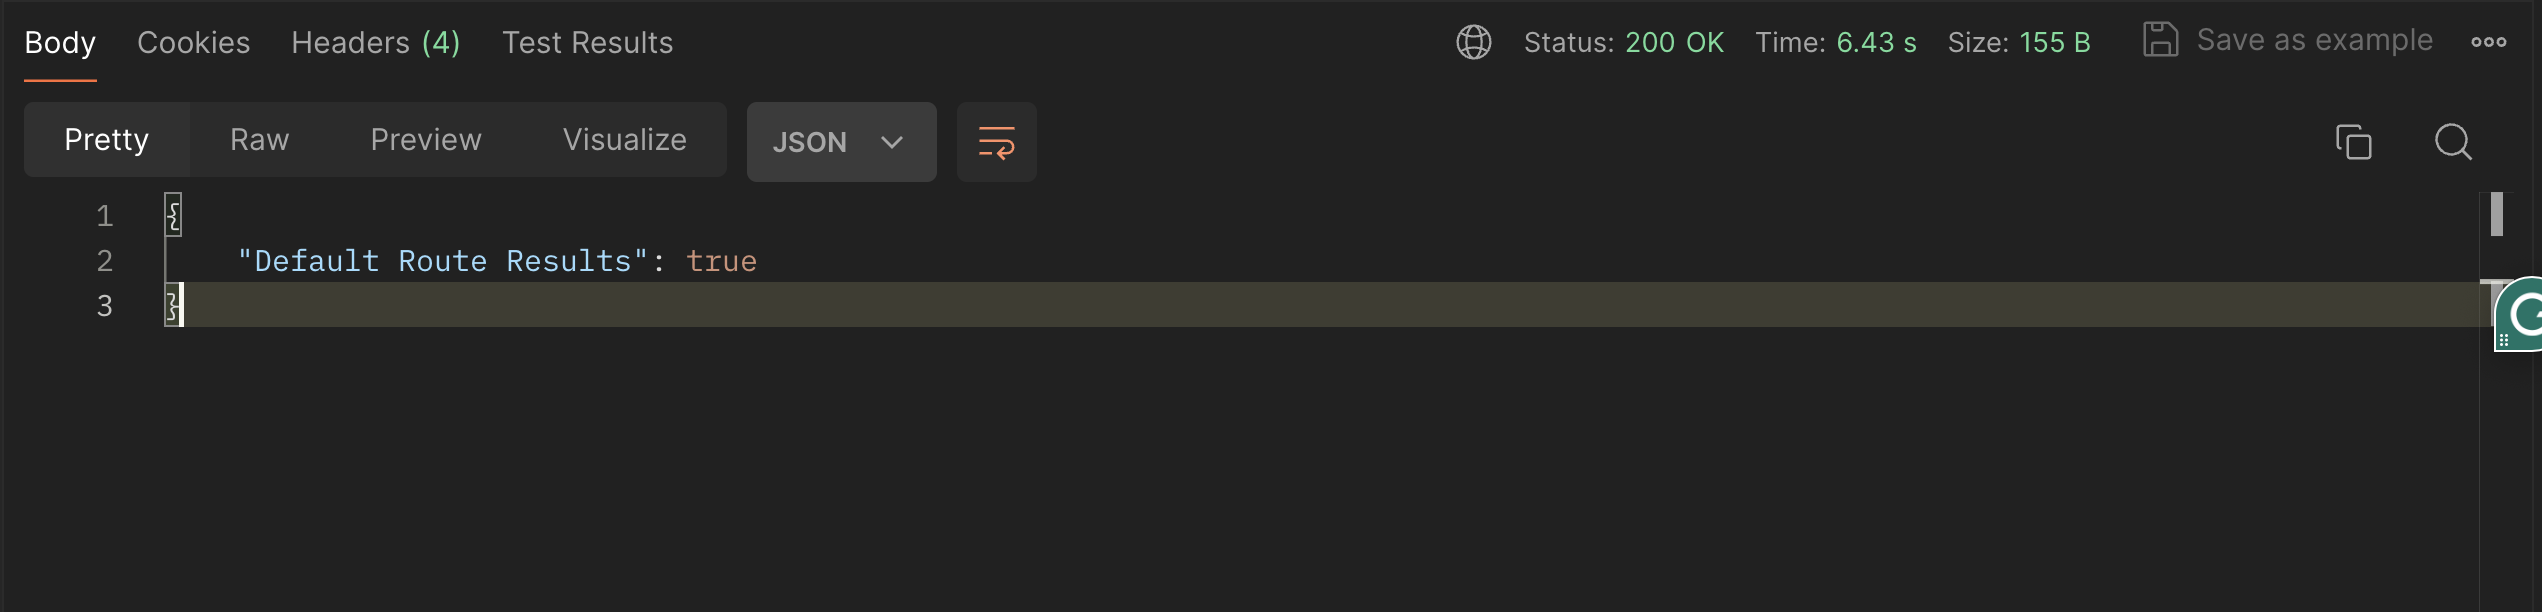 Body Cookies Headers (4) Test Results Status: 200 OK Time: 6.43 s Size: 155 B Save as example
Pretty Raw Preview Visualize JSON
1 {
2 "Default Route Results": true
3 }